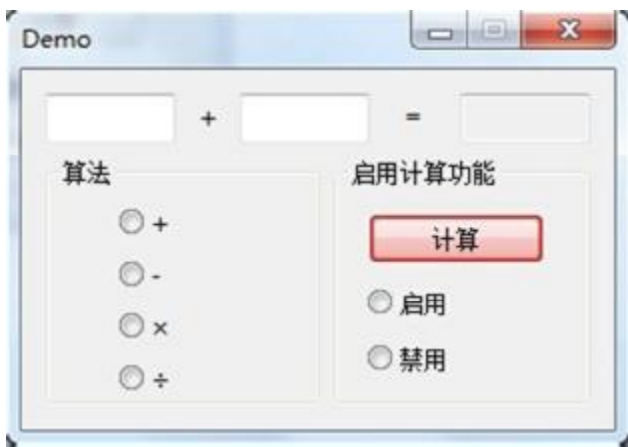 Demo
+ =
算法 启用计算功能
+
计算
-
启用
×
禁用
÷